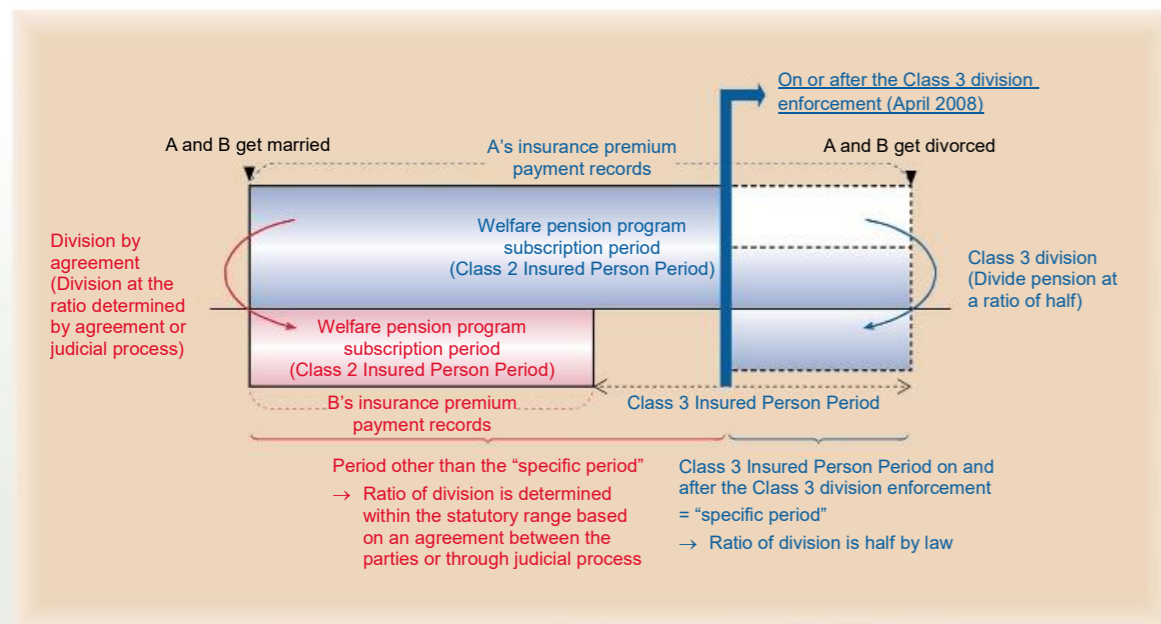 On or after the Class 3 division
enforcement (April 2008)
A and B get married
A's insurance premium
payment records
A and B get divorced
Division by
agreement
(Division at the
ratio determined
by agreement or
judicial process)
Welfare pension program
subscription period
(Class 2 Insured Person Period)
Class 3 division
(Divide pension at
a ratio of half)
Welfare pension program
subscription period
(Class 2 Insured Person Period)
B's insurance premium
payment records
Class 3 Insured Person Period
Period other than the “specific period”
→ Ratio of division is determined
within the statutory range based
on an agreement between the
parties or through judicial process
Class 3 Insured Person Period on and
after the Class 3 division enforcement
= “specific period”
→ Ratio of division is half by law